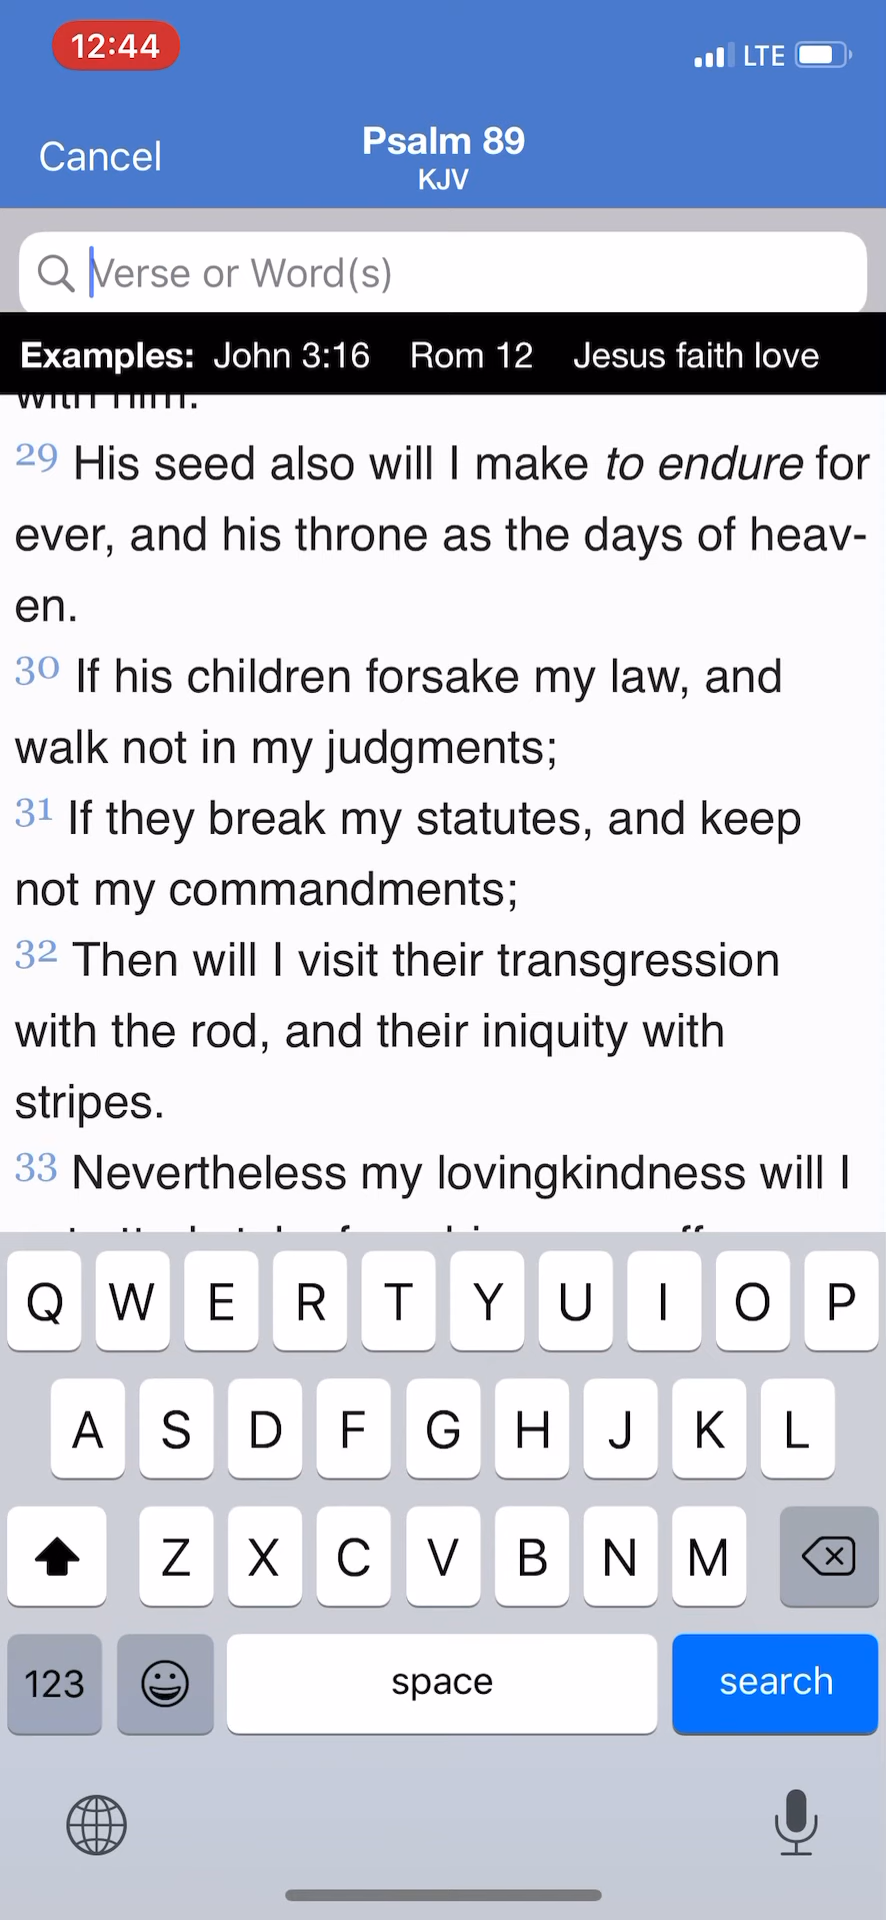 12:44
LTE
Cancel
Psalm 89
KJV
Verse or Word(s)
Examples: John 3:16 Rom 12 Jesus faith love
with him.
29 His seed also will I make to endure for
ever, and his throne as the days of heav-
en.
30 If his children forsake my law, and
walk not in my judgments;
31 If they break my statutes, and keep
not my commandments;
32 Then will I visit their transgression
with the rod, and their iniquity with
stripes.
33 Nevertheless my lovingkindness will I
Q W E R T Y U I O P
A S D F G H J K L
Z X C V B N M
123 space search